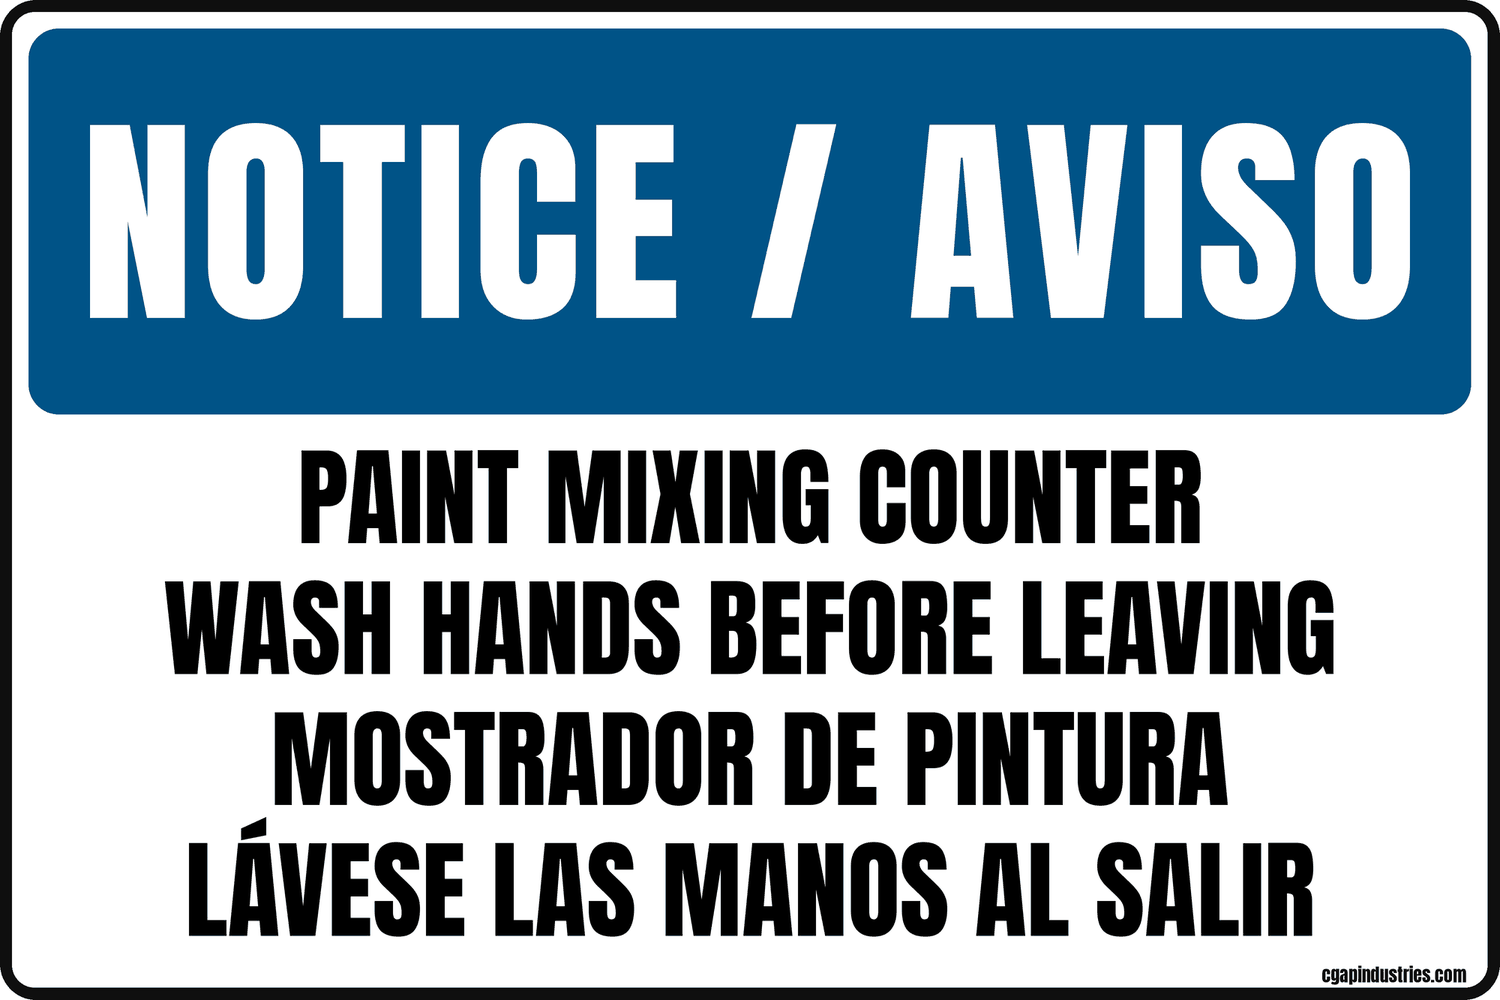 NOTICE / AVISO
PAINT MIXING COUNTER
WASH HANDS BEFORE LEAVING
MOSTRADOR DE PINTURA
LÁVESE LAS MANOS AL SALIR
cgapindustries.com